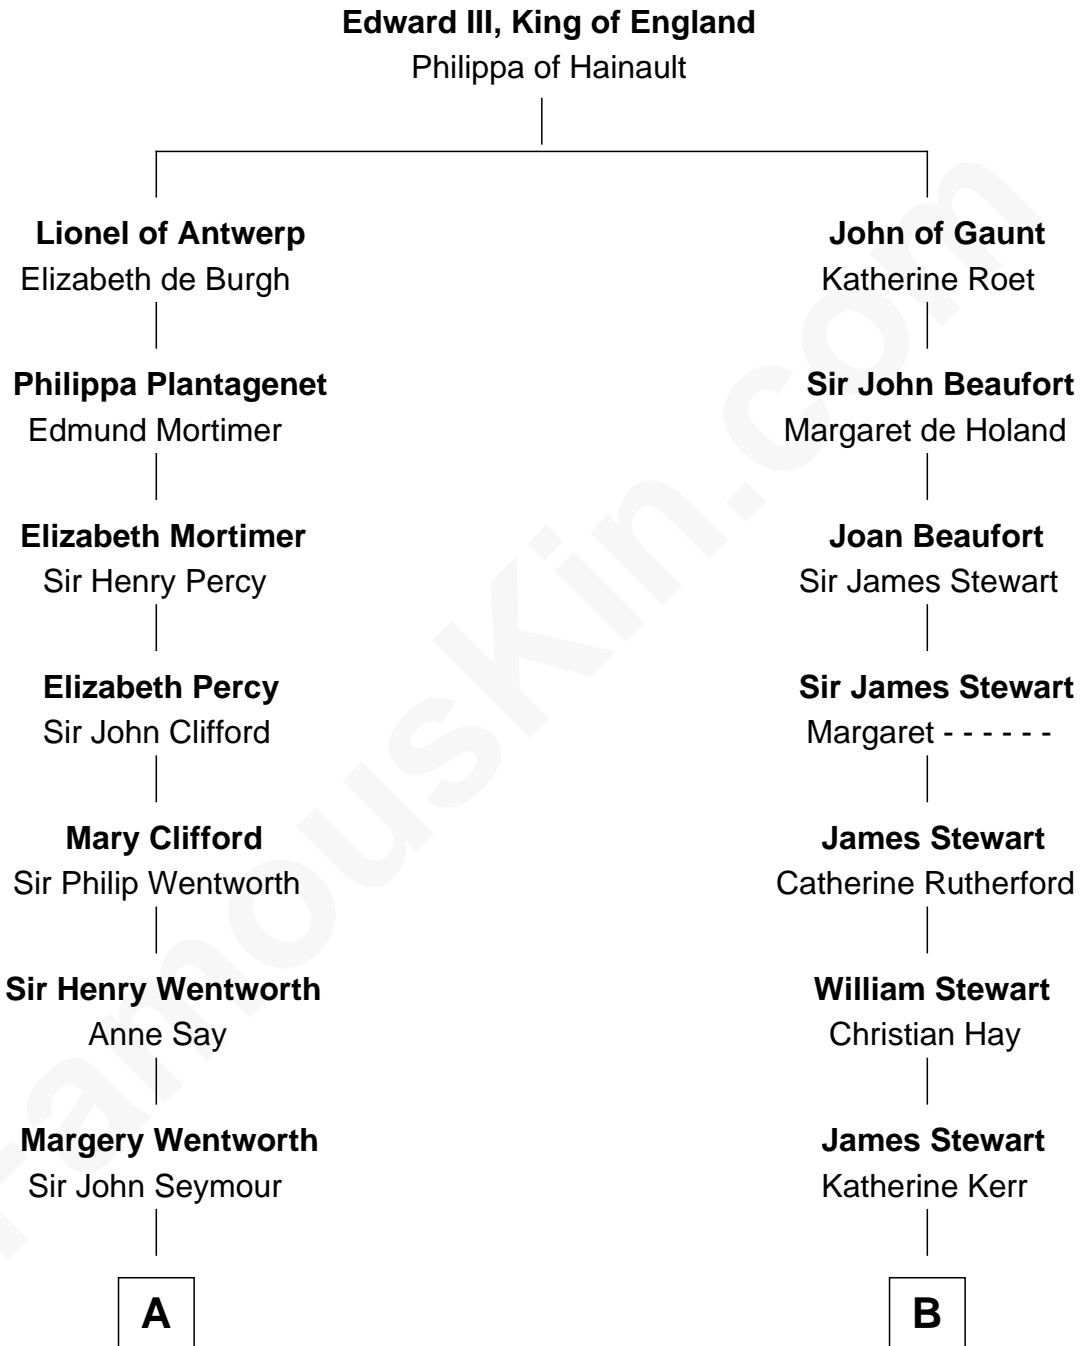 Edward III, King of England
Philippa of Hainault
Lionel of Antwerp
Elizabeth de Burgh
John of Gaunt
Katherine Roet
Philippa Plantagenet
Edmund Mortimer
Sir John Beaufort
Margaret de Holand
Elizabeth Mortimer
Sir Henry Percy
Joan Beaufort
Sir James Stewart
Elizabeth Percy
Sir John Clifford
Sir James Stewart
Margaret - - - - - -
Mary Clifford
Sir Philip Wentworth
James Stewart
Catherine Rutherford
Sir Henry Wentworth
Anne Say
William Stewart
Christian Hay
Margery Wentworth
Sir John Seymour
James Stewart
Katherine Kerr
A
B
FamousKin.com